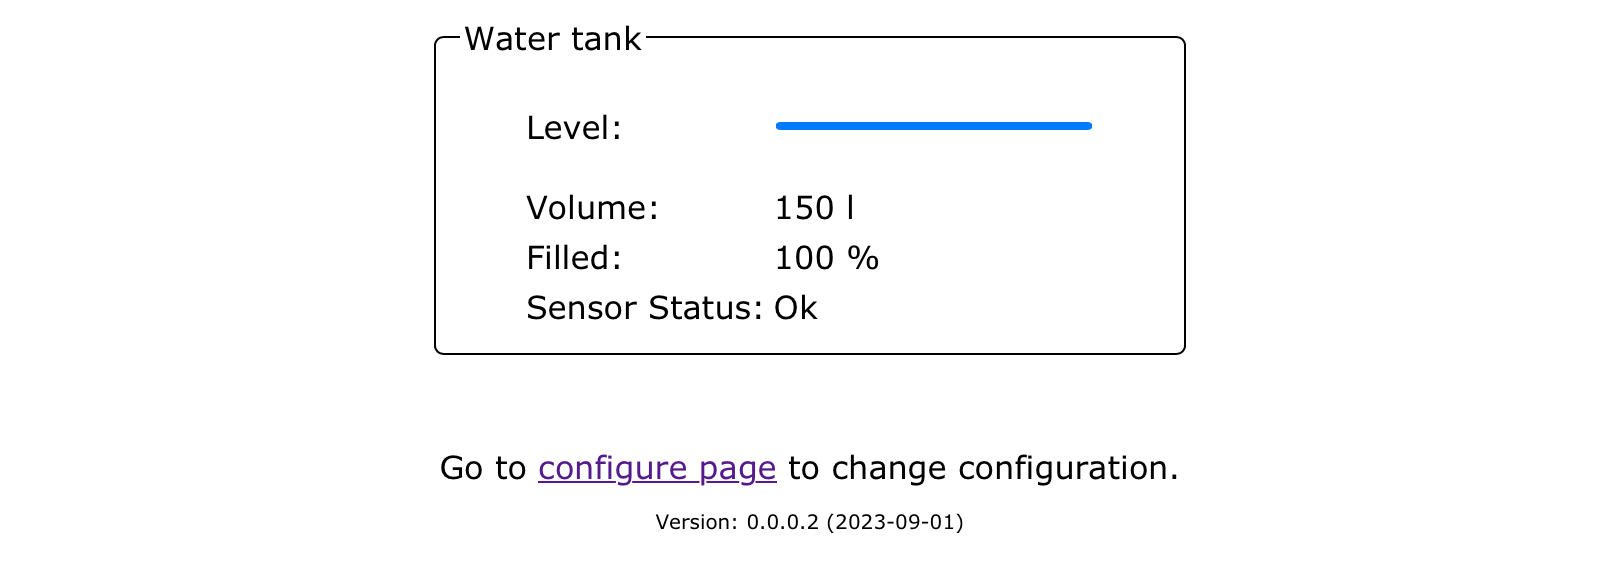 Water tank
Level:
Volume: 150 l
Filled: 100 %
Sensor Status: Ok
Go to configure page to change configuration.
Version: 0.0.0.2 (2023-09-01)